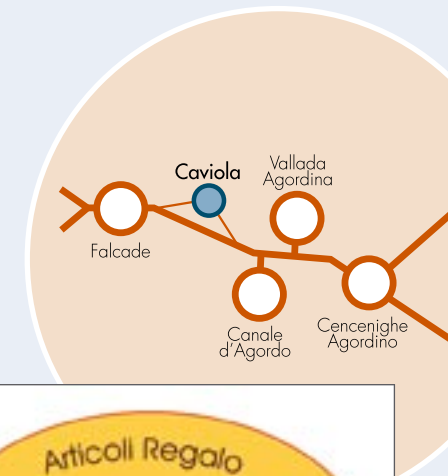 Caviola
Vallada
Agordina
Falcade
Canale
d'Agordo
Cencenighe
Agordino
Articoli Regalo